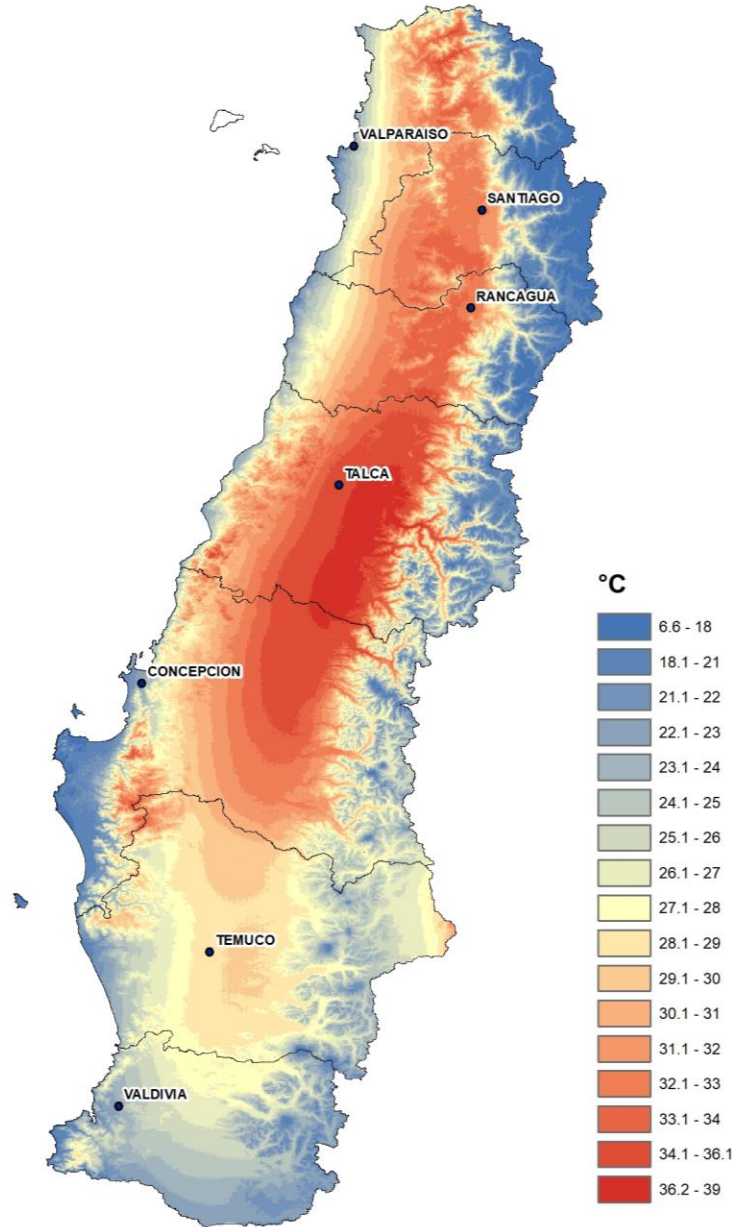 VALPARAISO
SANTIAGO
RANCAGUA
TALCA
CONCEPCION
TEMUCO
VALDIVIA
°C
6.6 - 18
18.1 - 21
21.1 - 22
22.1 - 23
23.1 - 24
24.1 - 25
25.1 - 26
26.1 - 27
27.1 - 28
28.1 - 29
29.1 - 30
30.1 - 31
31.1 - 32
32.1 - 33
33.1 - 34
34.1 - 36.1
36.2 - 39